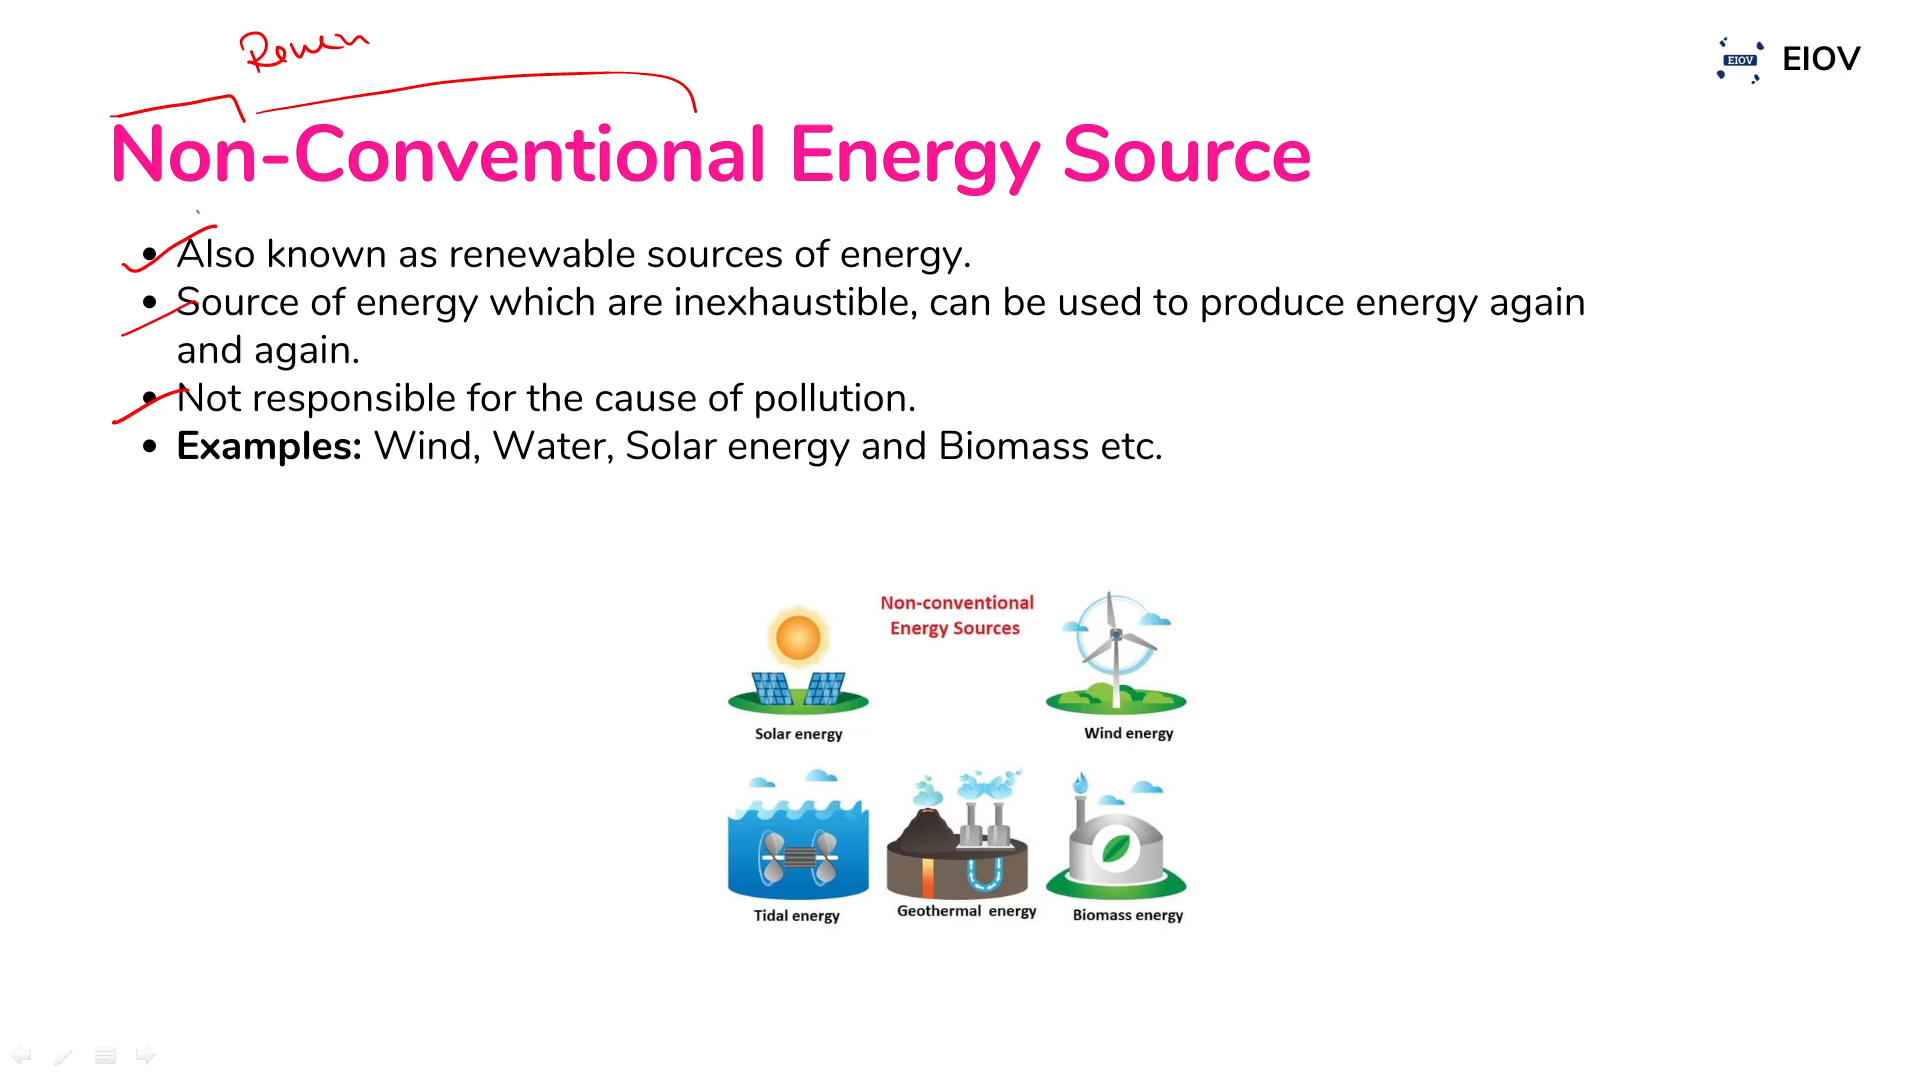 Renew
EIOV
EIOV
Non-Conventional Energy Source
• Also known as renewable sources of energy.
• Source of energy which are inexhaustible, can be used to produce energy again
and again.
• Not responsible for the cause of pollution.
• Examples: Wind, Water, Solar energy and Biomass etc.
Non-conventional
Energy Sources
Solar energy
Wind energy
Tidal energy
Geothermal energy
Biomass energy